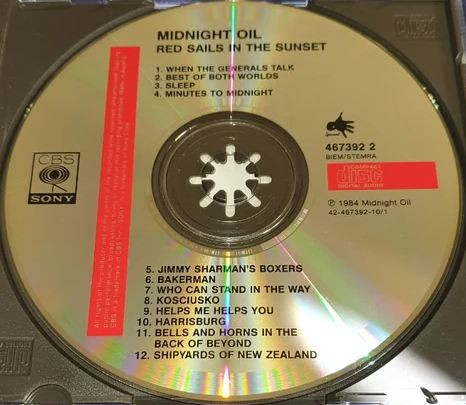 MIDNIGHT OIL
RED SAILS IN THE SUNSET
1. WHEN THE GENERALS TALK
2. BEST OF BOTH WORLDS
3. SLEEP
4. MINUTES TO MIDNIGHT
467392 2
BIEM/STEMRA
COMPACT
disc
DIGITAL AUDIO
CBS
SONY
℗ 1984 Midnight Oil
42-467392-10/1
5. JIMMY SHARMAN'S BOXERS
6. BAKERMAN
7. WHO CAN STAND IN THE WAY
8. KOSCIUSKO
9. HELPS ME HELPS YOU
10. HARRISBURG
11. BELLS AND HORNS IN THE
BACK OF BEYOND
12. SHIPYARDS OF NEW ZEALAND